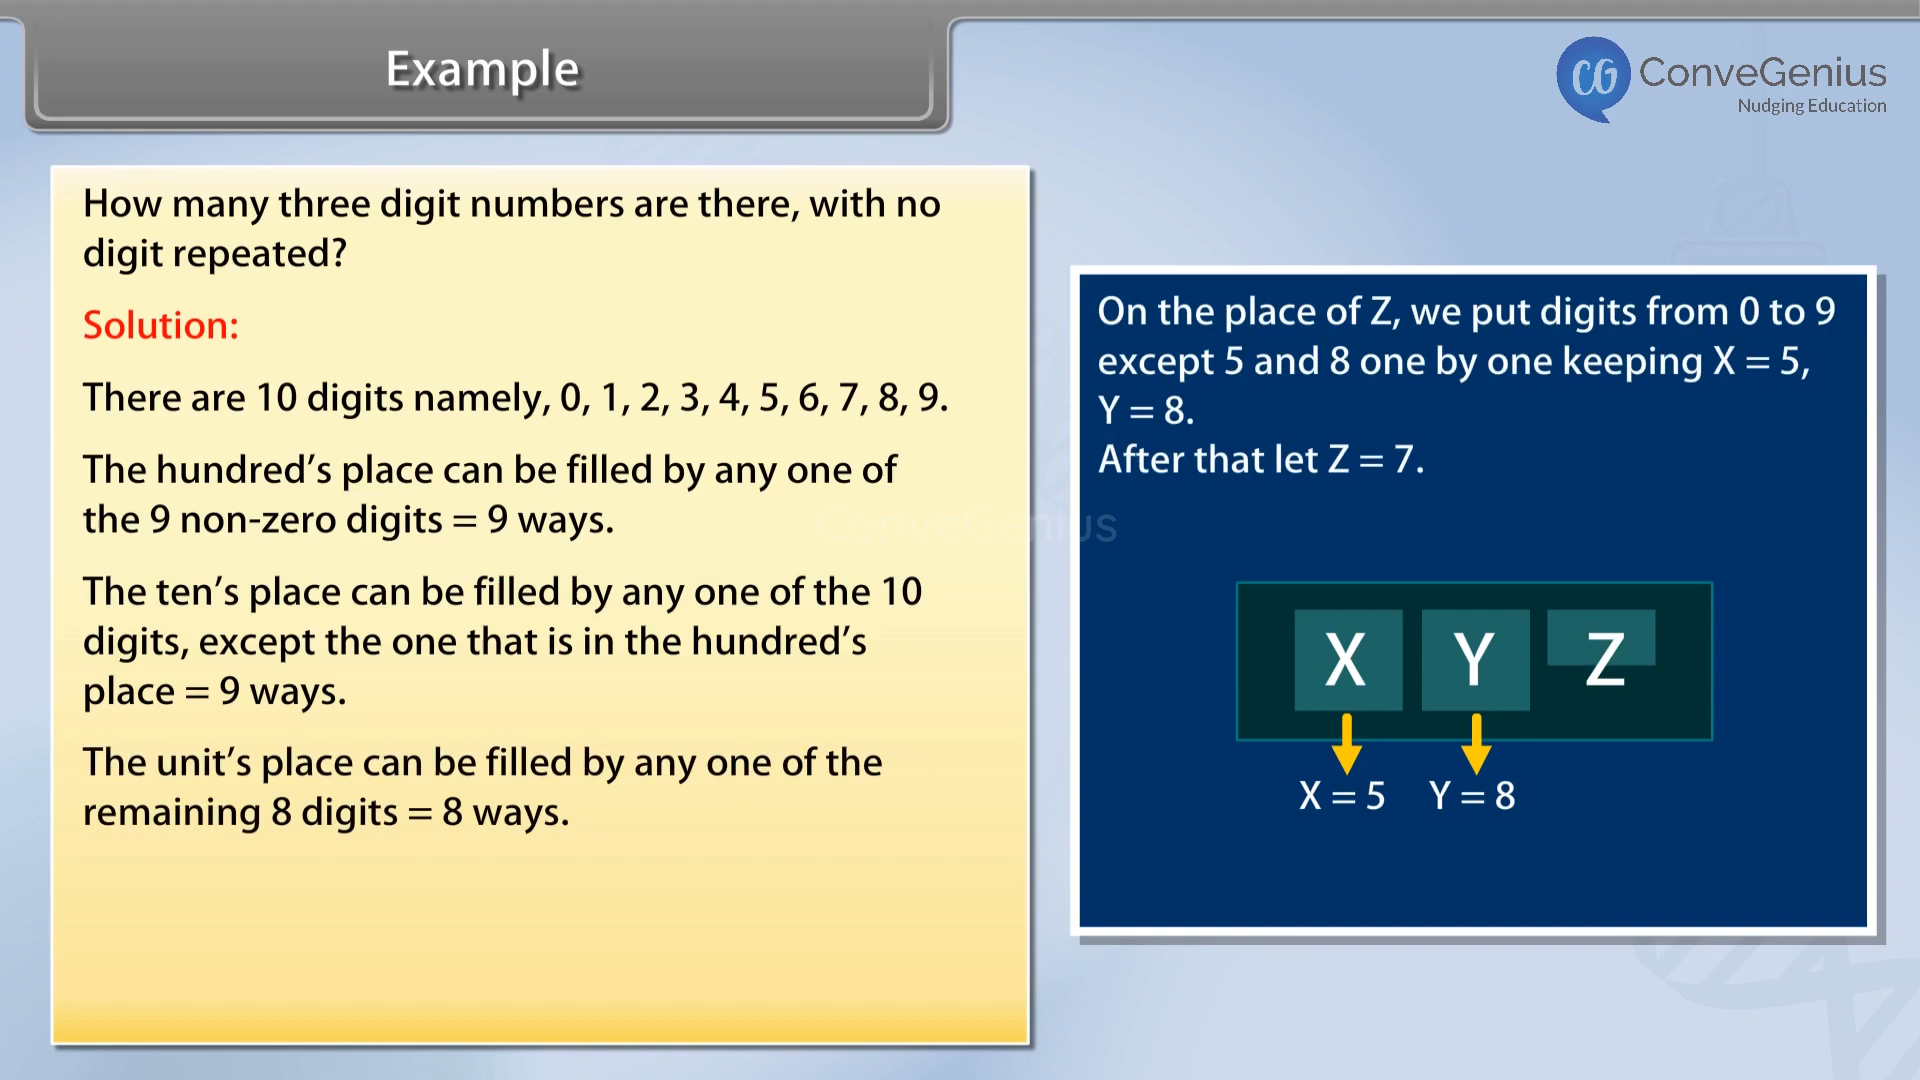 Example
CG
ConveGenius
Nudging Education
How many three digit numbers are there, with no
digit repeated?
Solution:
There are 10 digits namely, 0, 1, 2, 3, 4, 5, 6, 7, 8, 9.
The hundred's place can be filled by any one of
the 9 non-zero digits = 9 ways.
The ten's place can be filled by any one of the 10
digits, except the one that is in the hundred's
place = 9 ways.
The unit's place can be filled by any one of the
remaining 8 digits = 8 ways.
ConveGenius
On the place of Z, we put digits from 0 to 9
except 5 and 8 one by one keeping X = 5,
Y = 8.
After that let Z = 7.
X Y Z
X = 5 Y = 8